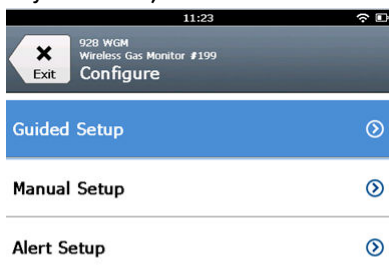 11:23
928 WGM
Wireless Gas Monitor #199
Exit
Configure
Guided Setup
Manual Setup
Alert Setup